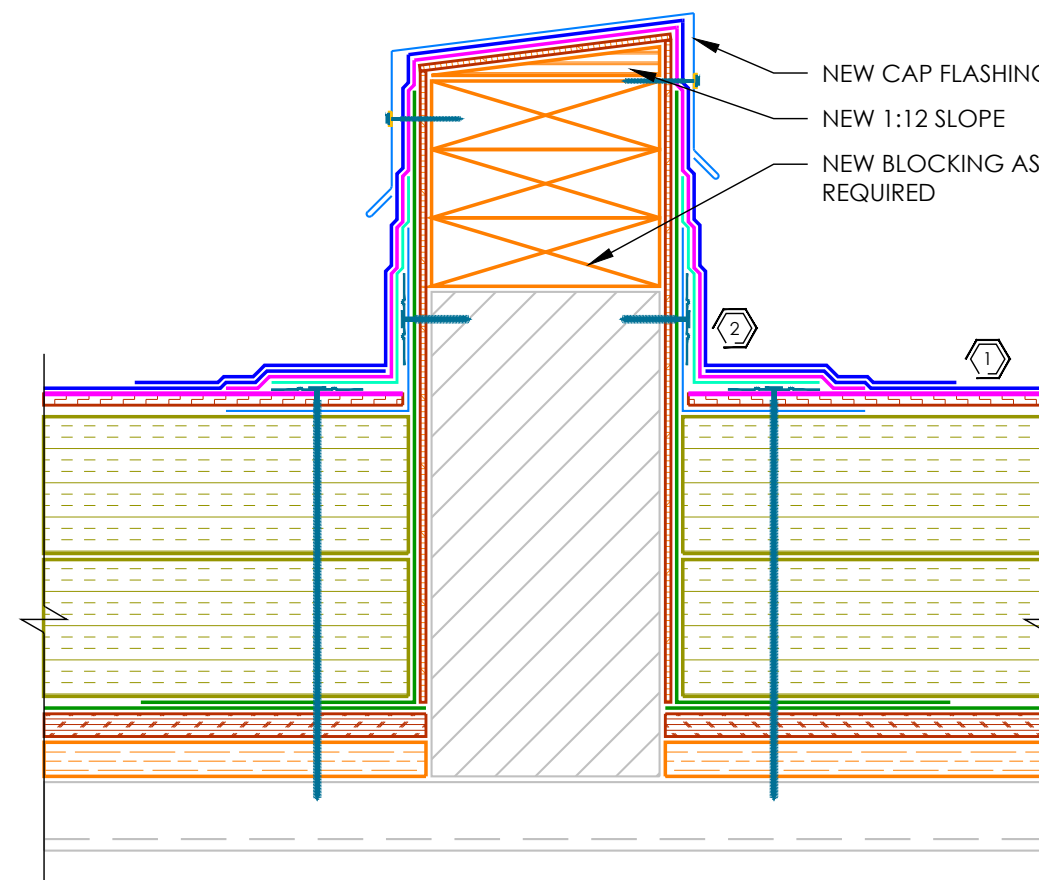 NEW CAP FLASHING
NEW 1:12 SLOPE
NEW BLOCKING AS
REQUIRED
2
1